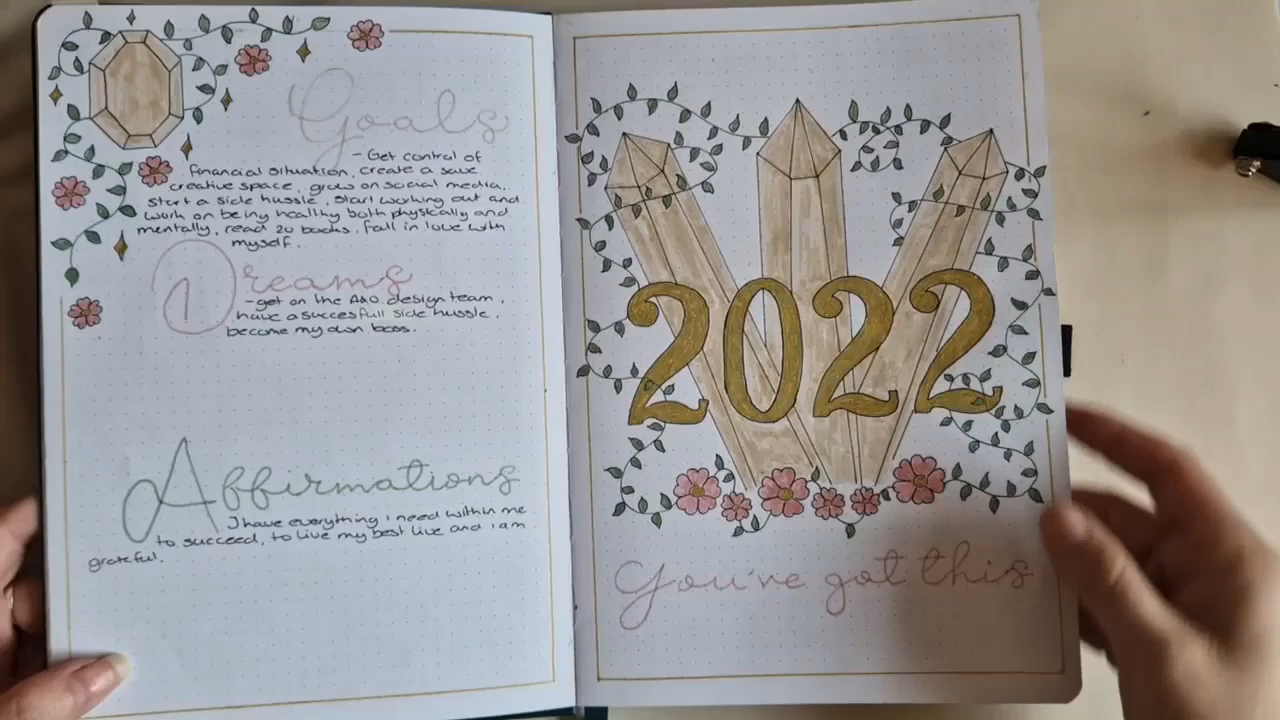 Goals
- Get control of
financial situation, create a save
creative space, grow on social media,
start a side hussle, start working out and
work on being healthy both physically and
mentally, read 20 books, fall in love with
myself.
Dreams
- get on the AAO design team,
have a succesfull side hussle,
become my own boss.
Affirmations
I have everything i need within me
to succeed, to live my best live and i am
grateful.
2022
You've got this